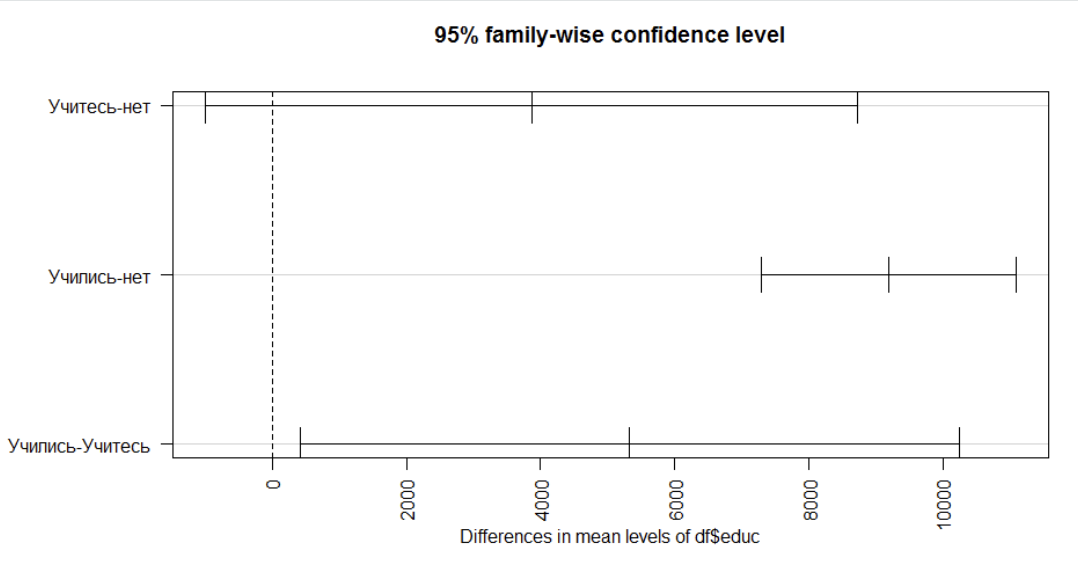 95% family-wise confidence level
Учитесь-нет
Учились-нет
Учились-Учитесь
0
2000
4000
6000
8000
10000
Differences in mean levels of df$educ